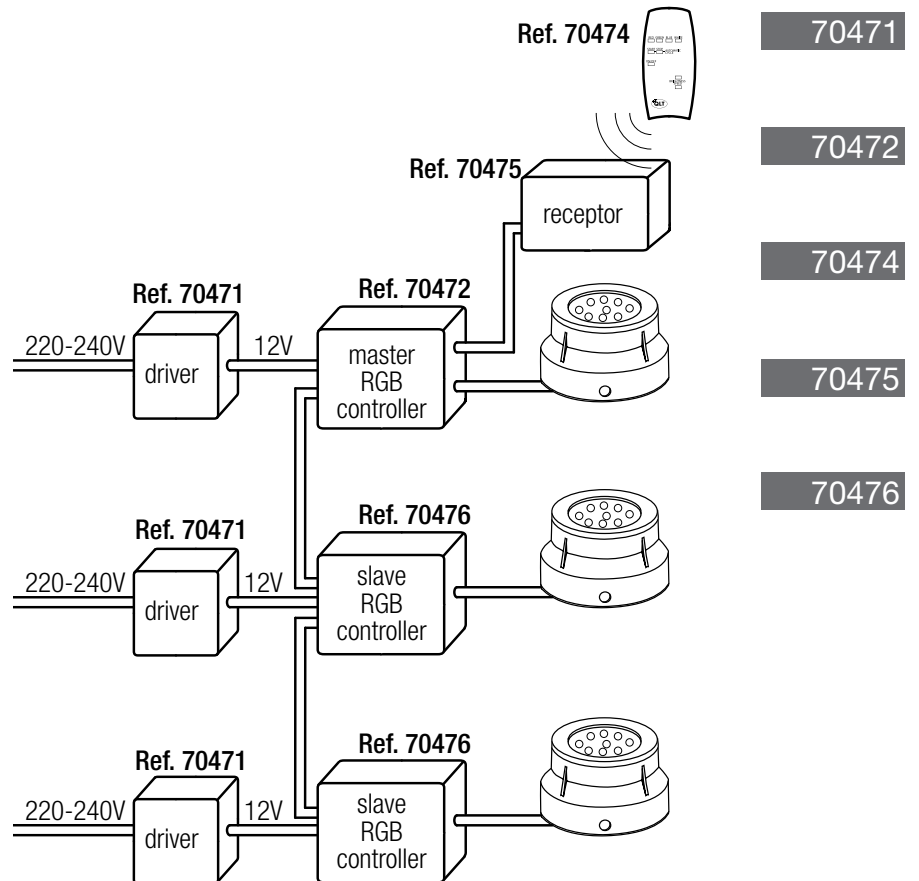 Ref. 70474
70471
70472
Ref. 70475
receptor
70474
Ref. 70471
Ref. 70472
220-240V
12V
driver
master
RGB
controller
70475
70476
Ref. 70471
Ref. 70476
220-240V
12V
driver
slave
RGB
controller
Ref. 70471
Ref. 70476
220-240V
12V
driver
slave
RGB
controller